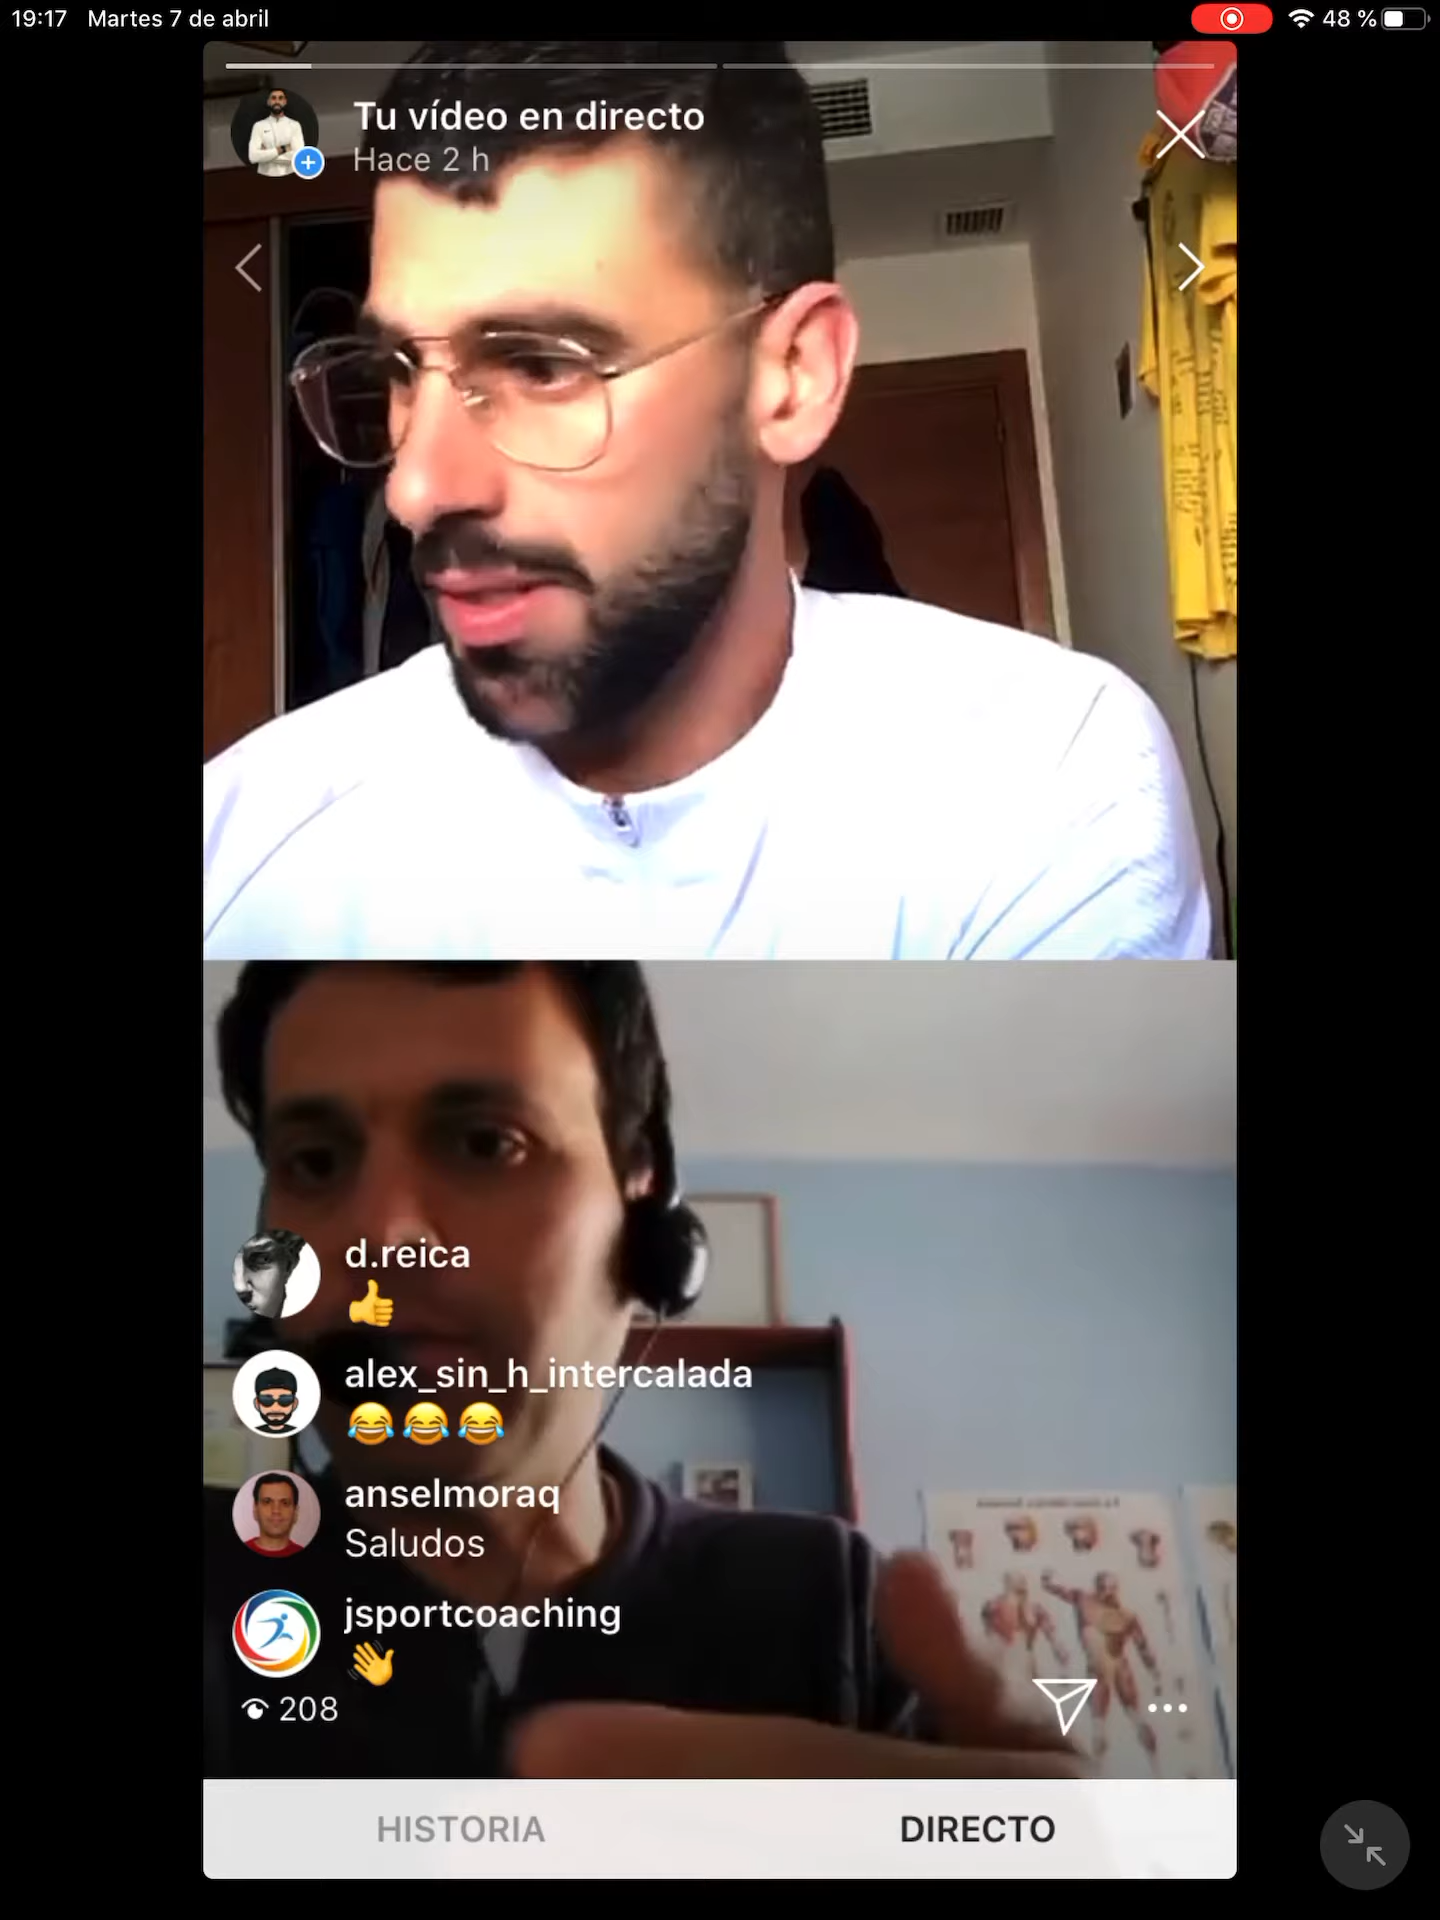 19:17 Martes 7 de abril
48 %
Tu vídeo en directo
Hace 2 h
d.reica
👍
alex_sin_h_intercalada
😂😂😂
anselmoraq
Saludos
jsportcoaching
👋
208
HISTORIA
DIRECTO